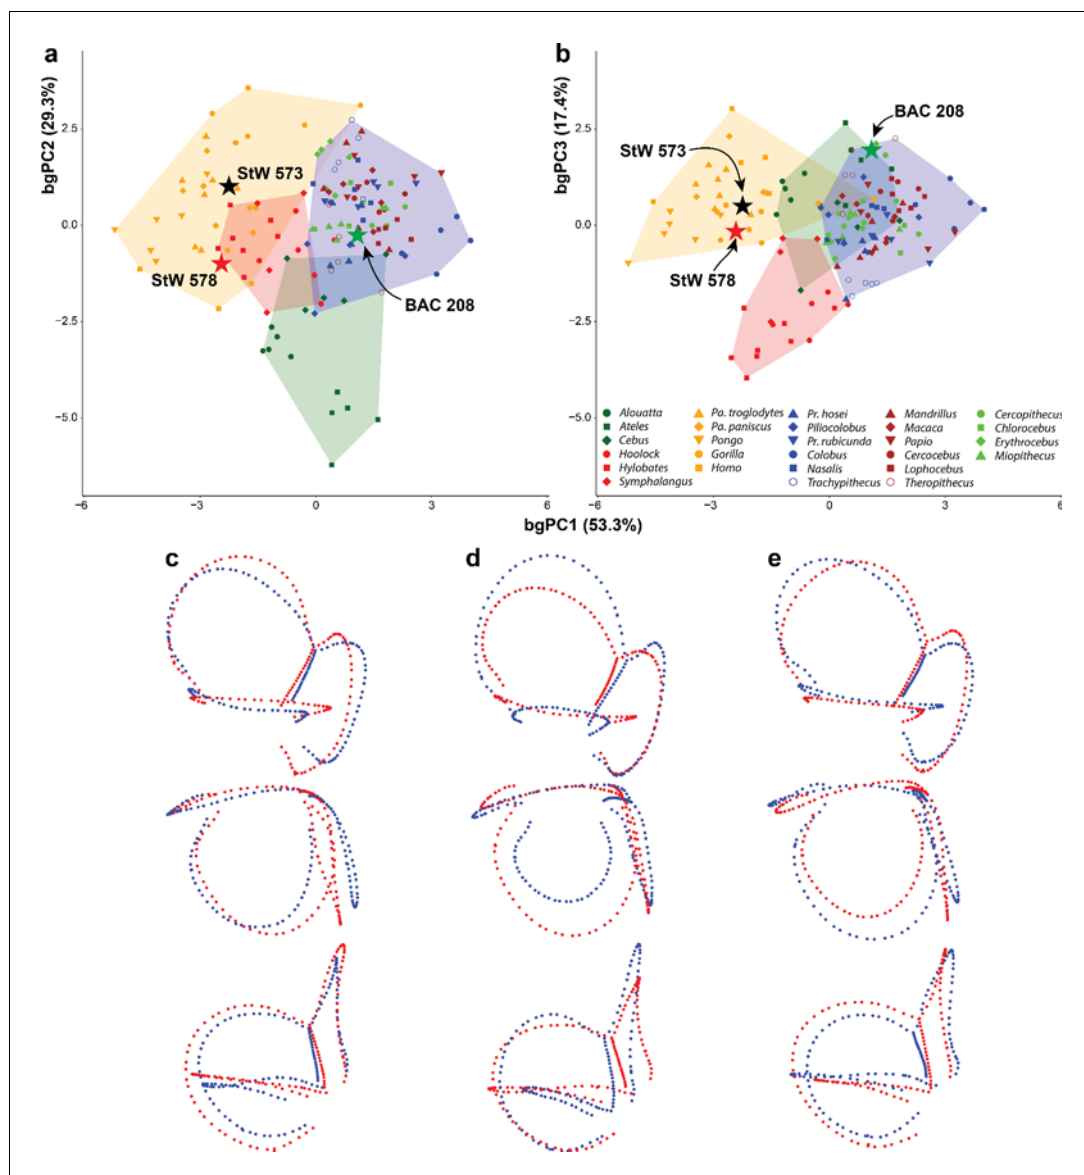 a
bgPC2 (29.3%)
2.5
0.0
−2.5
−5.0
−6
−3
0
3
6
StW 573
StW 578
BAC 208
b
bgPC3 (17.4%)
2.5
0.0
−2.5
−5.0
−6
−3
0
3
6
BAC 208
StW 573
StW 578
Alouatta
Ateles
Cebus
Hoolock
Hylobates
Symphalangus
Pa. troglodytes
Pa. paniscus
Pongo
Gorilla
Homo
Pr. hosei
Piliocolobus
Pr. rubicunda
Colobus
Nasalis
Trachypithecus
Mandrillus
Macaca
Papio
Cercocebus
Lophocebus
Theropithecus
Cercopithecus
Chlorocebus
Erythrocebus
Miopithecus
bgPC1 (53.3%)
c
d
e